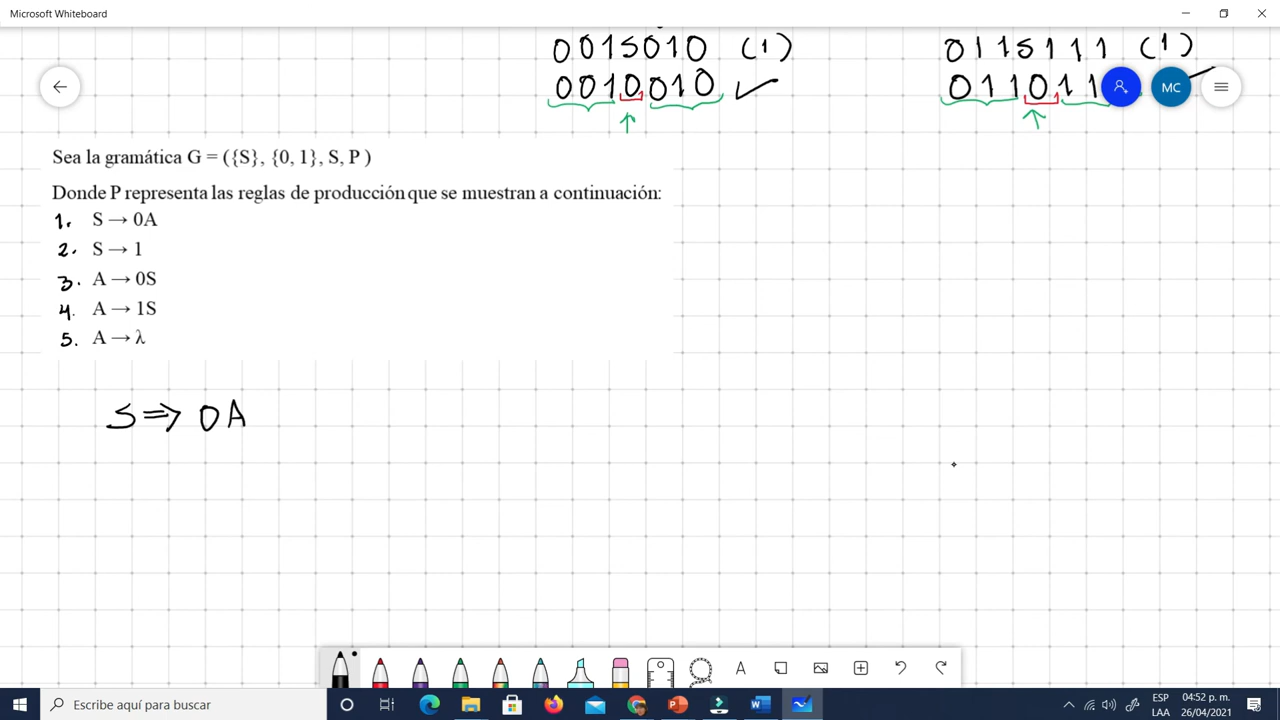 Microsoft Whiteboard
0015010 (1)
0010010
0115111 (1)
011011
MC
Sea la gramática G = ({S}, {0, 1}, S, P )
Donde P representa las reglas de producción que se muestran a continuación:
1. S → 0A
2. S → 1
3. A → 0S
4. A → 1S
5. A → λ
S ⇒ 0A
A
Escribe aquí para buscar
ESP
LAA
04:52 p. m.
26/04/2021